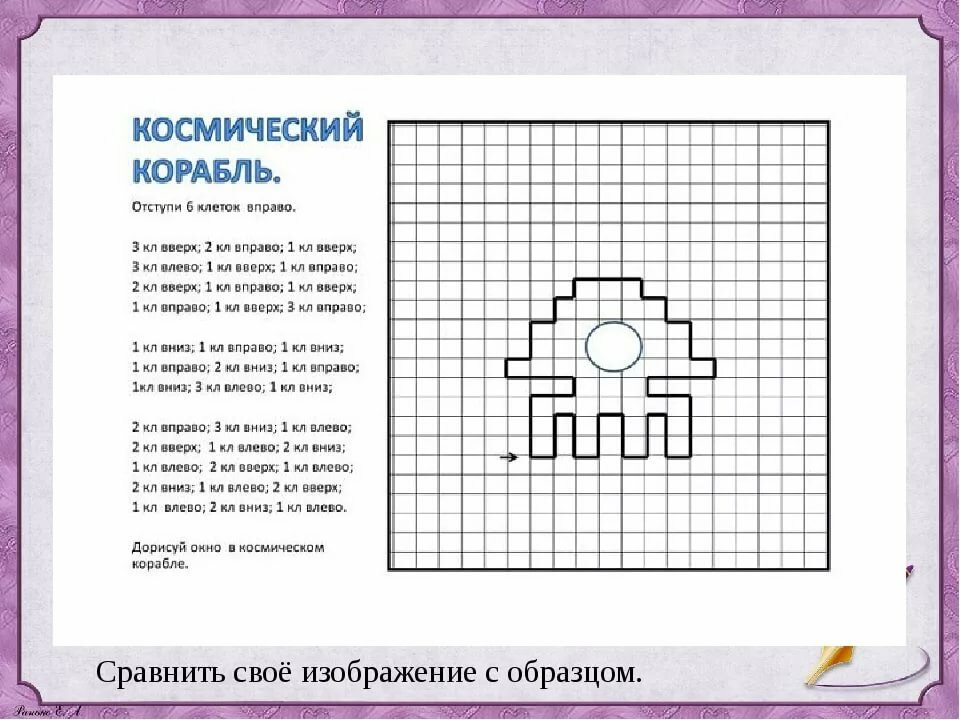 КОСМИЧЕСКИЙ
КОРАБЛЬ.
Отступи 6 клеток вправо.
3 кл вверх; 2 кл вправо; 1 кл вверх;
3 кл влево; 1 кл вверх; 1 кл вправо;
2 кл вверх; 1 кл вправо; 1 кл вверх;
1 кл вправо; 1 кл вверх; 3 кл вправо;
1 кл вниз; 1 кл вправо; 1 кл вниз;
1 кл вправо; 2 кл вниз; 1 кл вправо;
1кл вниз; 3 кл влево; 1 кл вниз;
2 кл вправо; 3 кл вниз; 1 кл влево;
2 кл вверх; 1 кл влево; 2 кл вниз;
1 кл влево; 2 кл вверх; 1 кл влево;
2 кл вниз; 1 кл влево; 2 кл вверх;
1 кл влево; 2 кл вниз; 1 кл влево.
Дорисуй окно в космическом
корабле.
Сравнить своё изображение с образцом.